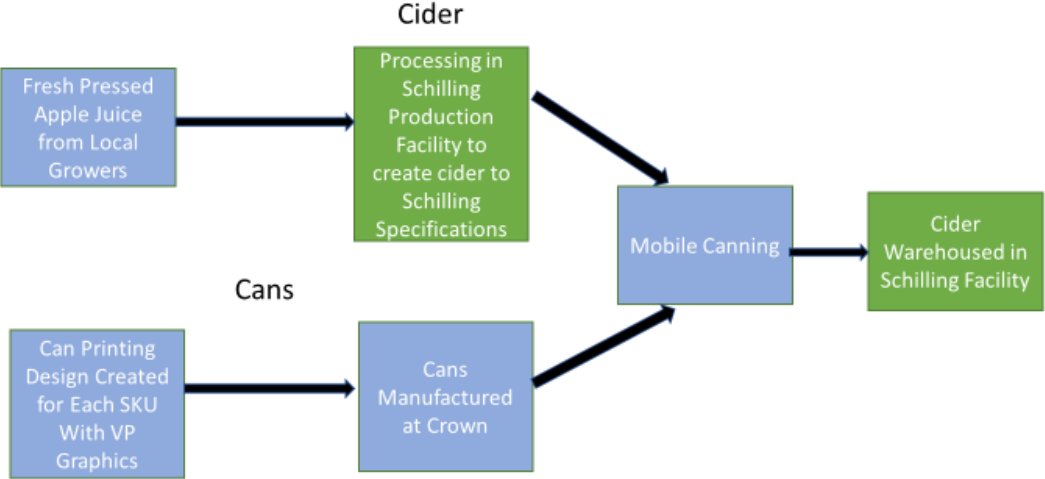 Cider
Fresh Pressed
Apple Juice
from Local
Growers
Processing in
Schilling
Production
Facility to
create cider to
Schilling
Specifications
Mobile Canning
Cider
Warehoused in
Schilling Facility
Cans
Can Printing
Design Created
for Each SKU
With VP
Graphics
Cans
Manufactured
at Crown